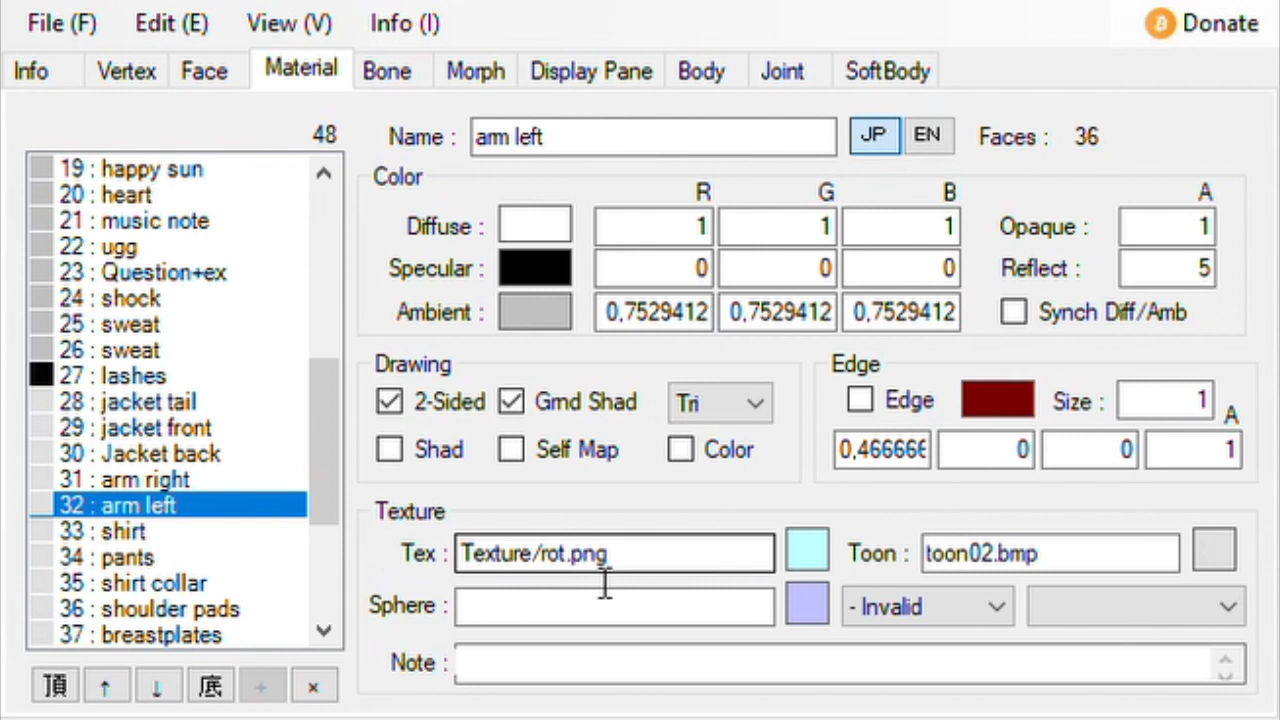 File (F) Edit (E) View (V) Info (I) Donate
Info Vertex Face Material Bone Morph Display Pane Body Joint SoftBody
48 Name : arm left JP EN Faces : 36
19 : happy sun
20 : heart
21 : music note
22 : ugg
23 : Question+ex
24 : shock
25 : sweat
26 : sweat
27 : lashes
28 : jacket tail
29 : jacket front
30 : Jacket back
31 : arm right
32 : arm left
33 : shirt
34 : pants
35 : shirt collar
36 : shoulder pads
37 : breastplates
頂 ↑ ↓ 底 + ×
Color
R G B A
Diffuse : 1 1 1 Opaque : 1
Specular : 0 0 0 Reflect : 5
Ambient : 0,7529412 0,7529412 0,7529412 Synch Diff/Amb
Drawing
2-Sided Grnd Shad Tri
Shad Self Map Color
Edge
Edge Size : 1
A
0,466666 0 0 1
Texture
Tex : Texture/rot.png Toon : toon02.bmp
Sphere : - Invalid
Note :